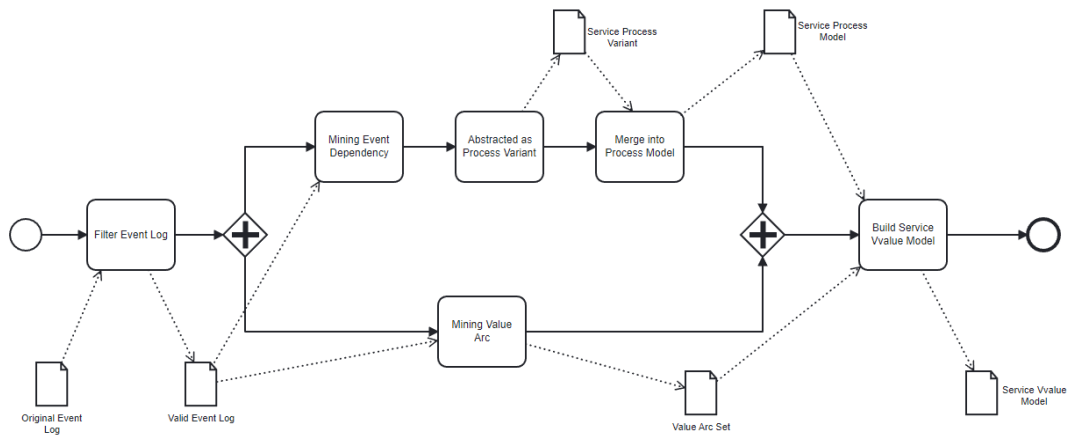 Service Process
Variant
Service Process
Model
Mining Event
Dependency
Abstracted as
Process Variant
Merge into
Process Model
Filter Event Log
Build Service
Vvalue Model
Mining Value
Arc
Original Event
Log
Valid Event Log
Value Arc Set
Service Vvalue
Model